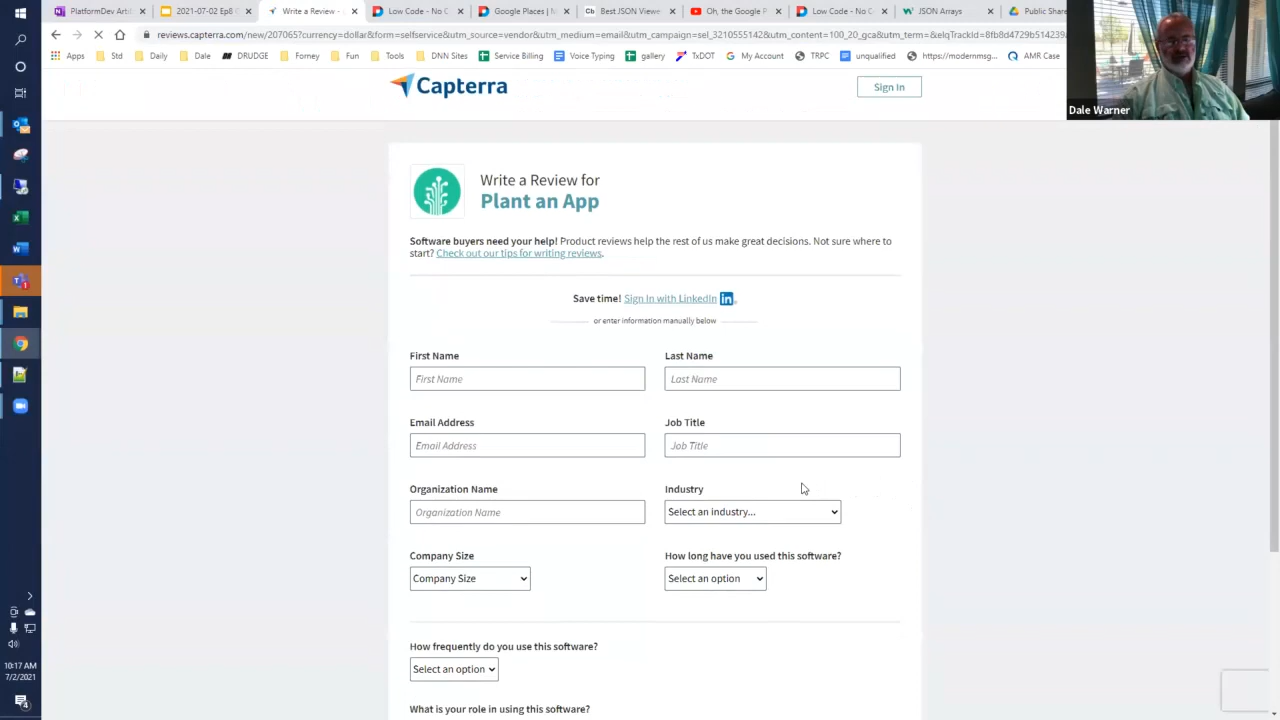 PlatformDev Arti
2021-07-02 Ep8
Write a Review -
Low Code - No C
Google Places | N
Best JSON Viewe
Oh the Google I
Low Code - No C
JSON Arrays
Public Share
reviews.capterra.com/new/207065?currency=dollar&form=service&utm_source=vendor&utm_medium=email&utm_campaign=sel_3210555142&utm_content=100_20_gca&utm_term=&elqTrackId=8fb8d4729b514239
Apps Std Daily Dale DRUDGE Forney Fun Tools DNN Sites Service Billing Voice Typing gallery TxDOT My Account TRPC unqualified https://modernmsg... AMR Case
Dale Warner
Capterra
Sign In
Write a Review for
Plant an App
Software buyers need your help! Product reviews help the rest of us make great decisions. Not sure where to
start? Check out our tips for writing reviews.
Save time! Sign In with LinkedIn in
or enter information manually below
First Name Last Name
First Name Last Name
Email Address Job Title
Email Address Job Title
Organization Name Industry
Organization Name Select an industry...
Company Size How long have you used this software?
Company Size Select an option
How frequently do you use this software?
Select an option
What is your role in using this software?
10:17 AM
7/2/2021
4